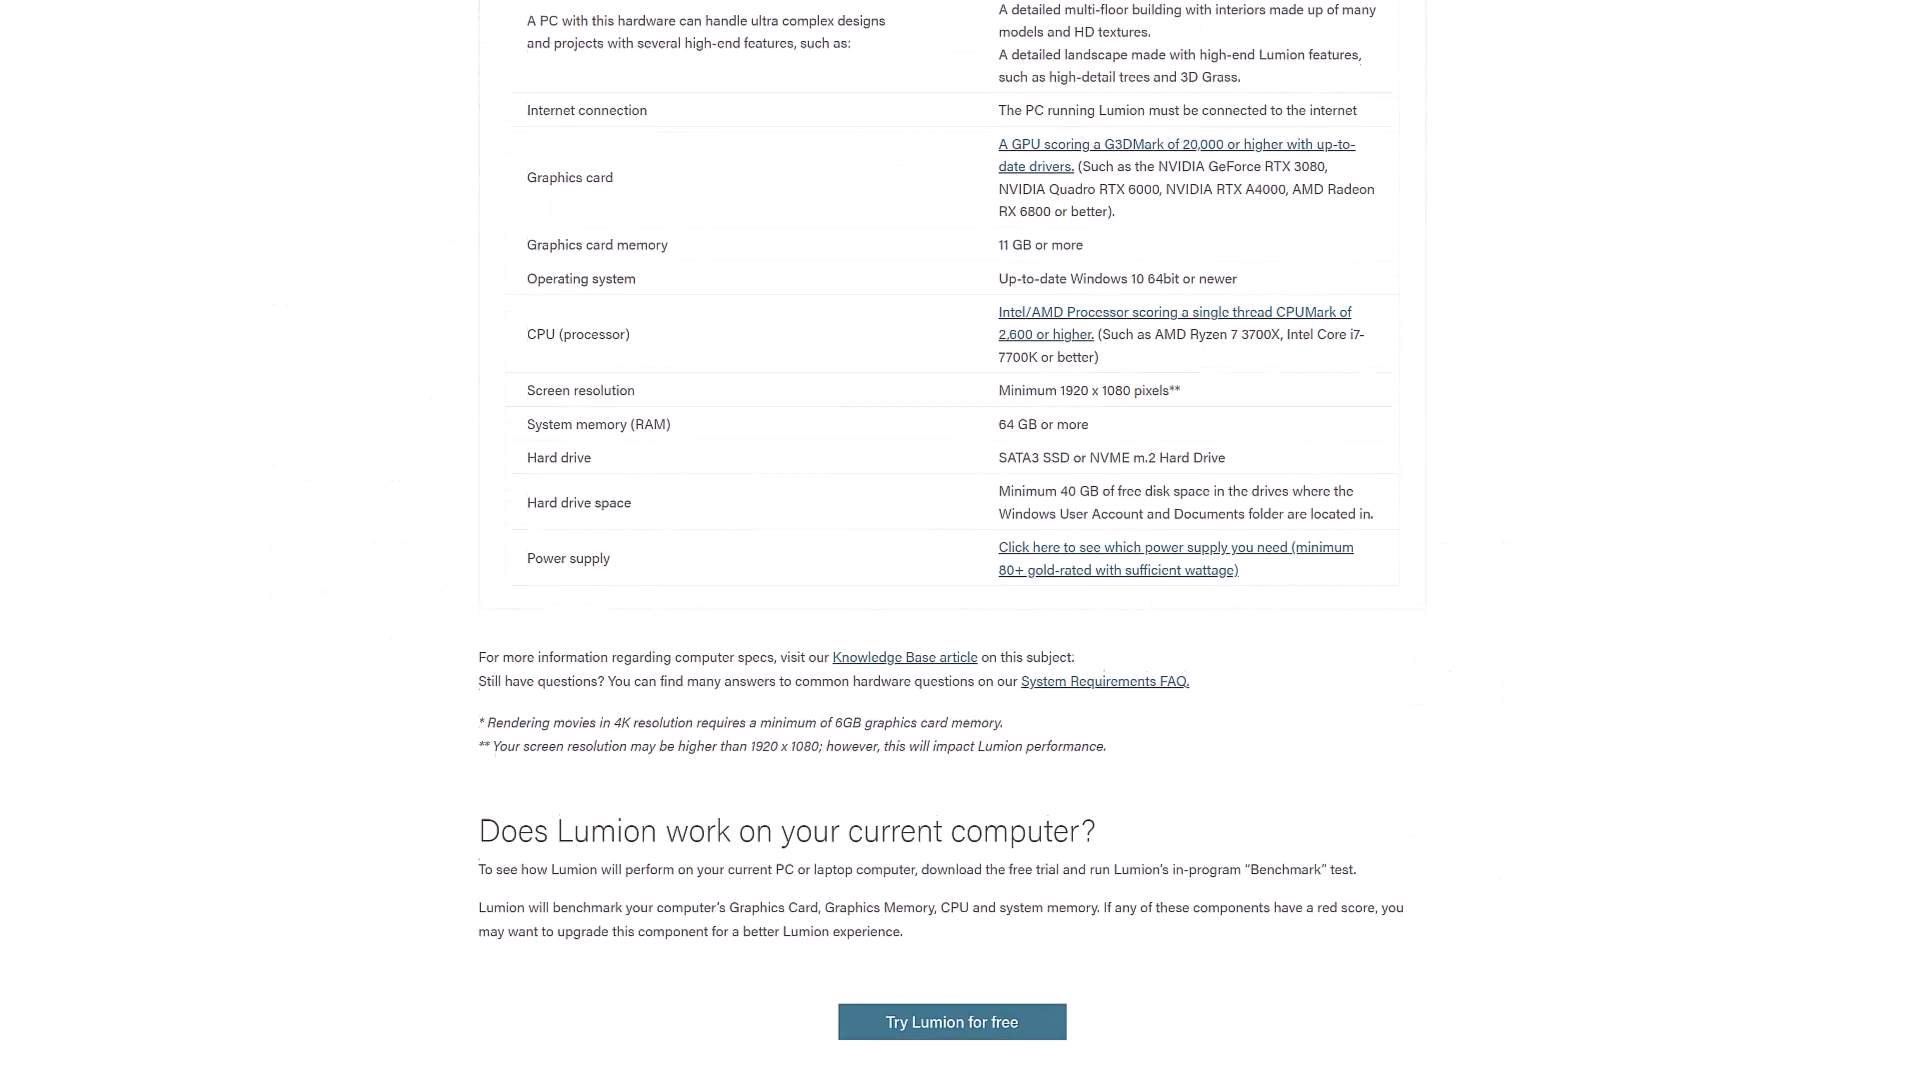 A PC with this hardware can handle ultra complex designs
and projects with several high-end features, such as:
A detailed multi-floor building with interiors made up of many
models and HD textures.
A detailed landscape made with high-end Lumion features,
such as high-detail trees and 3D Grass.
Internet connection
The PC running Lumion must be connected to the internet
Graphics card
A GPU scoring a G3DMark of 20,000 or higher with up-to-
date drivers. (Such as the NVIDIA GeForce RTX 3080,
NVIDIA Quadro RTX 6000, NVIDIA RTX A4000, AMD Radeon
RX 6800 or better).
Graphics card memory
11 GB or more
Operating system
Up-to-date Windows 10 64bit or newer
CPU (processor)
Intel/AMD Processor scoring a single thread CPUMark of
2,600 or higher. (Such as AMD Ryzen 7 3700X, Intel Core i7-
7700K or better)
Screen resolution
Minimum 1920 x 1080 pixels**
System memory (RAM)
64 GB or more
Hard drive
SATA3 SSD or NVME m.2 Hard Drive
Hard drive space
Minimum 40 GB of free disk space in the drives where the
Windows User Account and Documents folder are located in.
Power supply
Click here to see which power supply you need (minimum
80+ gold-rated with sufficient wattage)
For more information regarding computer specs, visit our Knowledge Base article on this subject.
Still have questions? You can find many answers to common hardware questions on our System Requirements FAQ.
* Rendering movies in 4K resolution requires a minimum of 6GB graphics card memory.
** Your screen resolution may be higher than 1920 x 1080; however, this will impact Lumion performance.
Does Lumion work on your current computer?
To see how Lumion will perform on your current PC or laptop computer, download the free trial and run Lumion's in-program "Benchmark" test.
Lumion will benchmark your computer's Graphics Card, Graphics Memory, CPU and system memory. If any of these components have a red score, you
may want to upgrade this component for a better Lumion experience.
Try Lumion for free